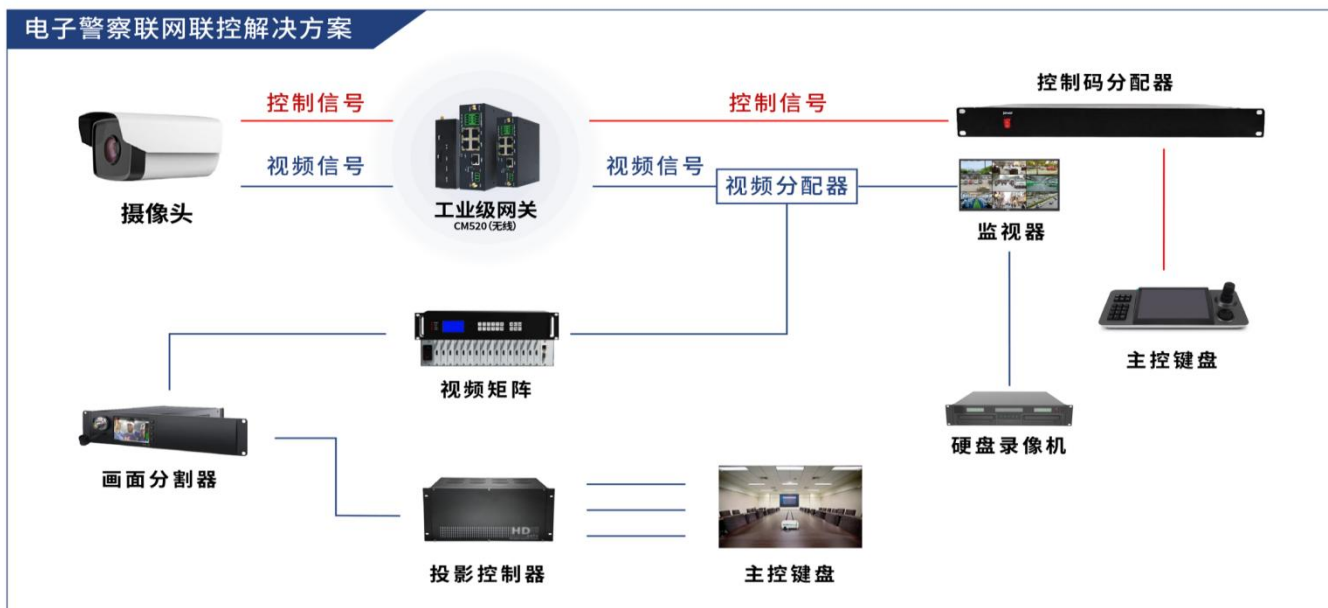 电子警察联网联控解决方案
控制信号
控制信号
控制码分配器
视频信号
视频信号
视频分配器
摄像头
工业级网关
CM520(无线)
监视器
主控键盘
视频矩阵
硬盘录像机
画面分割器
HD
投影控制器
主控键盘